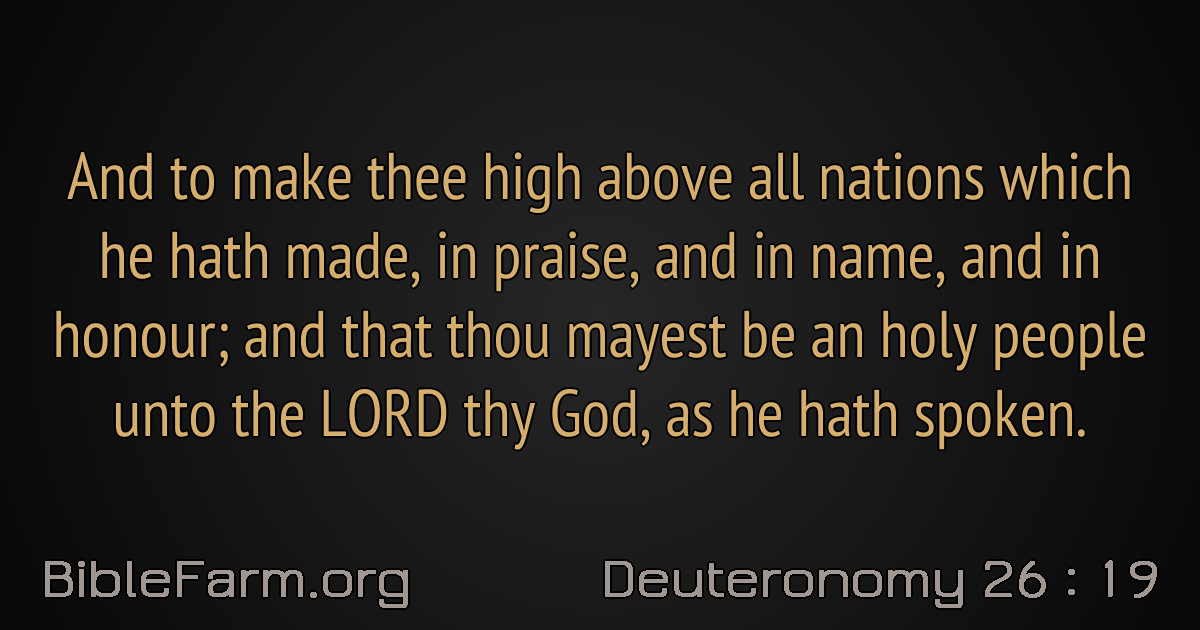 And to make thee high above all nations which
he hath made, in praise, and in name, and in
honour; and that thou mayest be an holy people
unto the LORD thy God, as he hath spoken.
BibleFarm.org
Deuteronomy 26 : 19